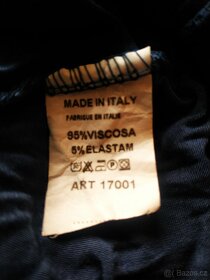 MADE IN ITALY
FABRIQUE EN ITALIE
95%VISCOSA
5%ELASTAM
ART 17001
Bazos.cz